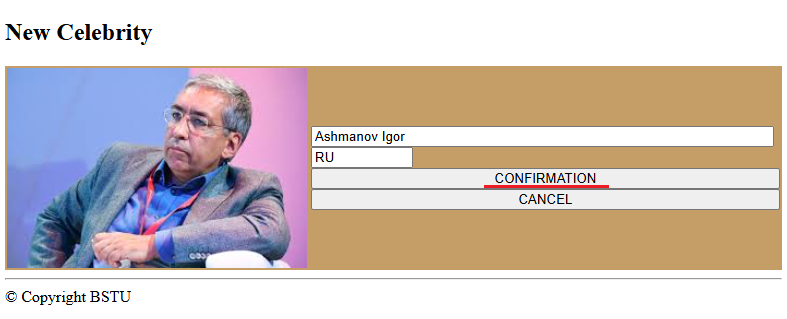 New Celebrity
Ashmanov Igor
RU
CONFIRMATION
CANCEL
© Copyright BSTU